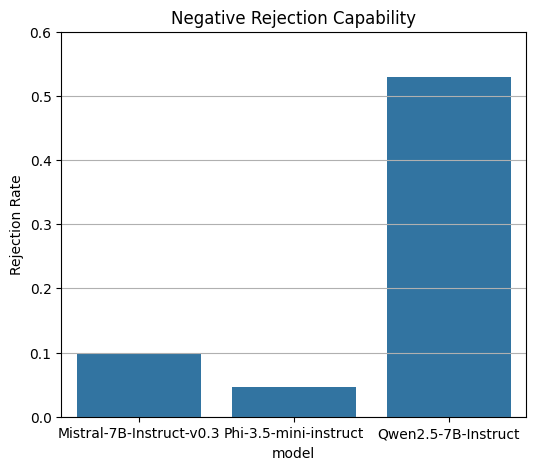 Negative Rejection Capability
0.6
0.5
0.4
0.3
0.2
0.1
0.0
Rejection Rate
Mistral-7B-Instruct-v0.3 Phi-3.5-mini-instruct Qwen2.5-7B-Instruct
model